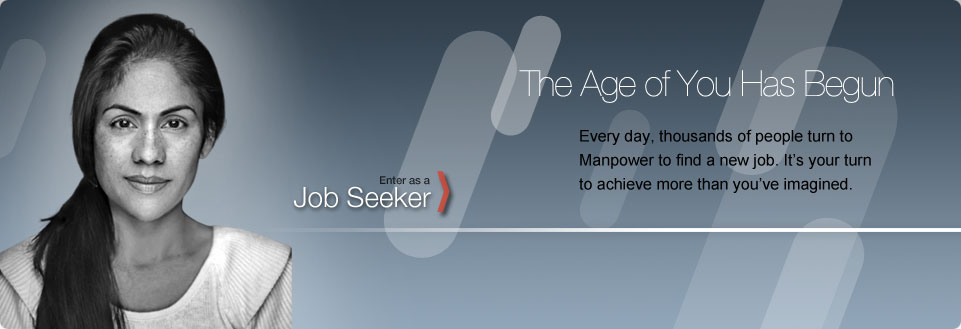 The Age of You Has Begun
Every day, thousands of people turn to
Manpower to find a new job. It's your turn
to achieve more than you've imagined.
Enter as a
Job Seeker